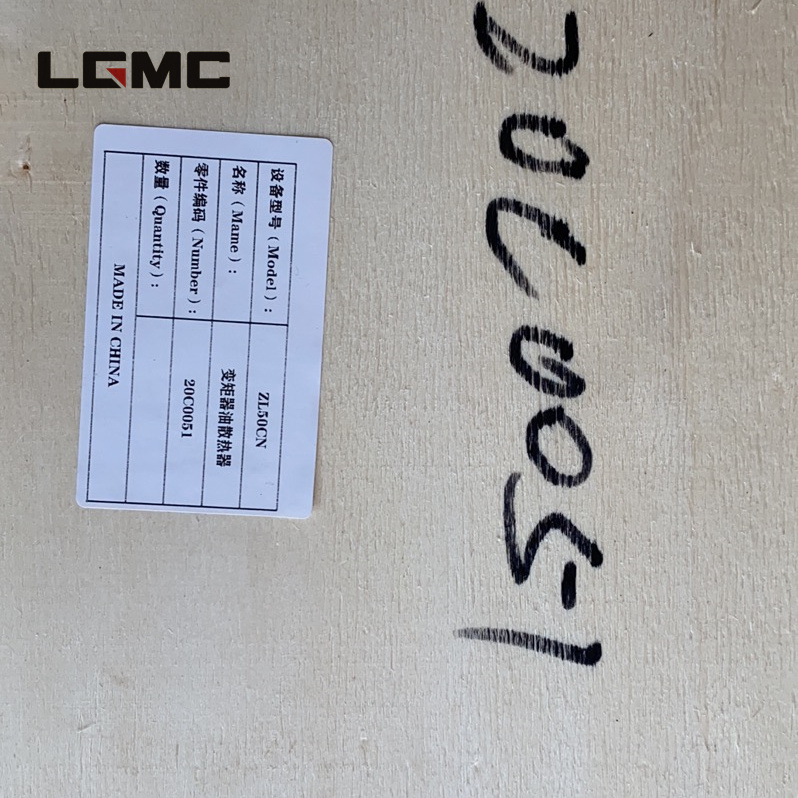 LGMC
设备型号（Model）： ZL50CN
名称（Mame）： 变矩器油散热器
零件编码（Number）： 20C0051
数量（Quantity）：
MADE IN CHINA
20C0051